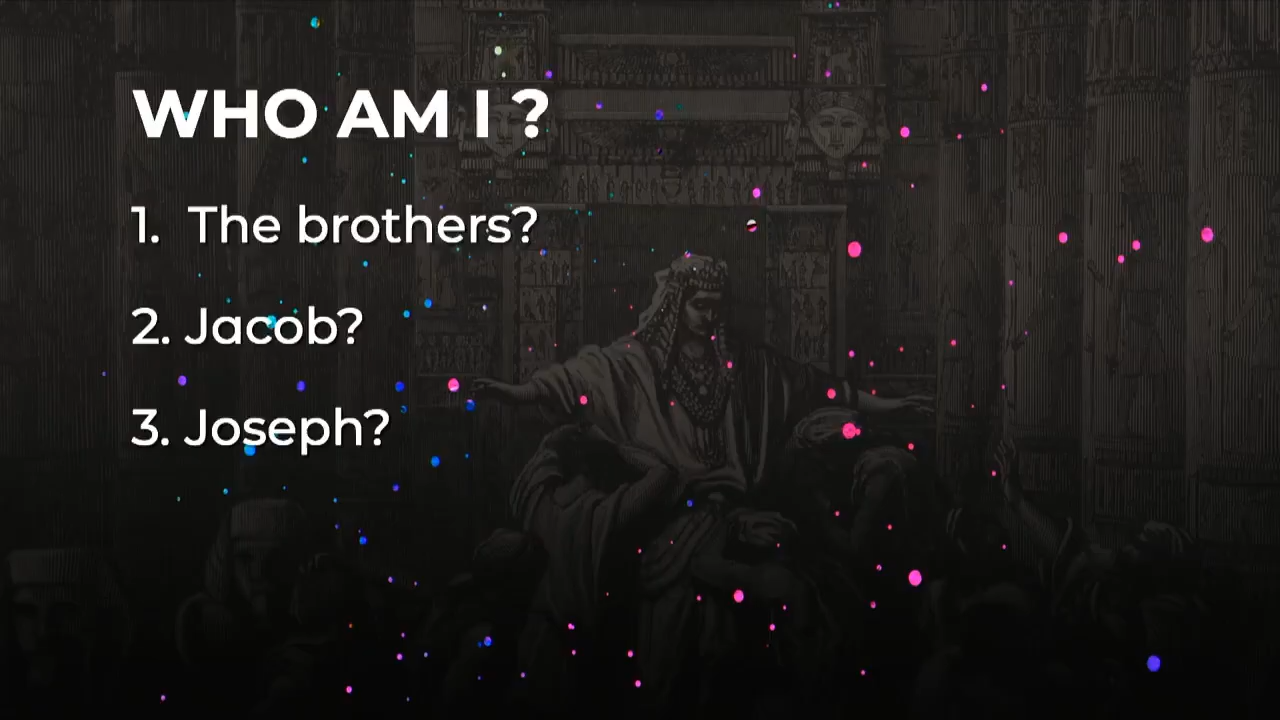 WHO AM I ?
1. The brothers?
2. Jacob?
3. Joseph?